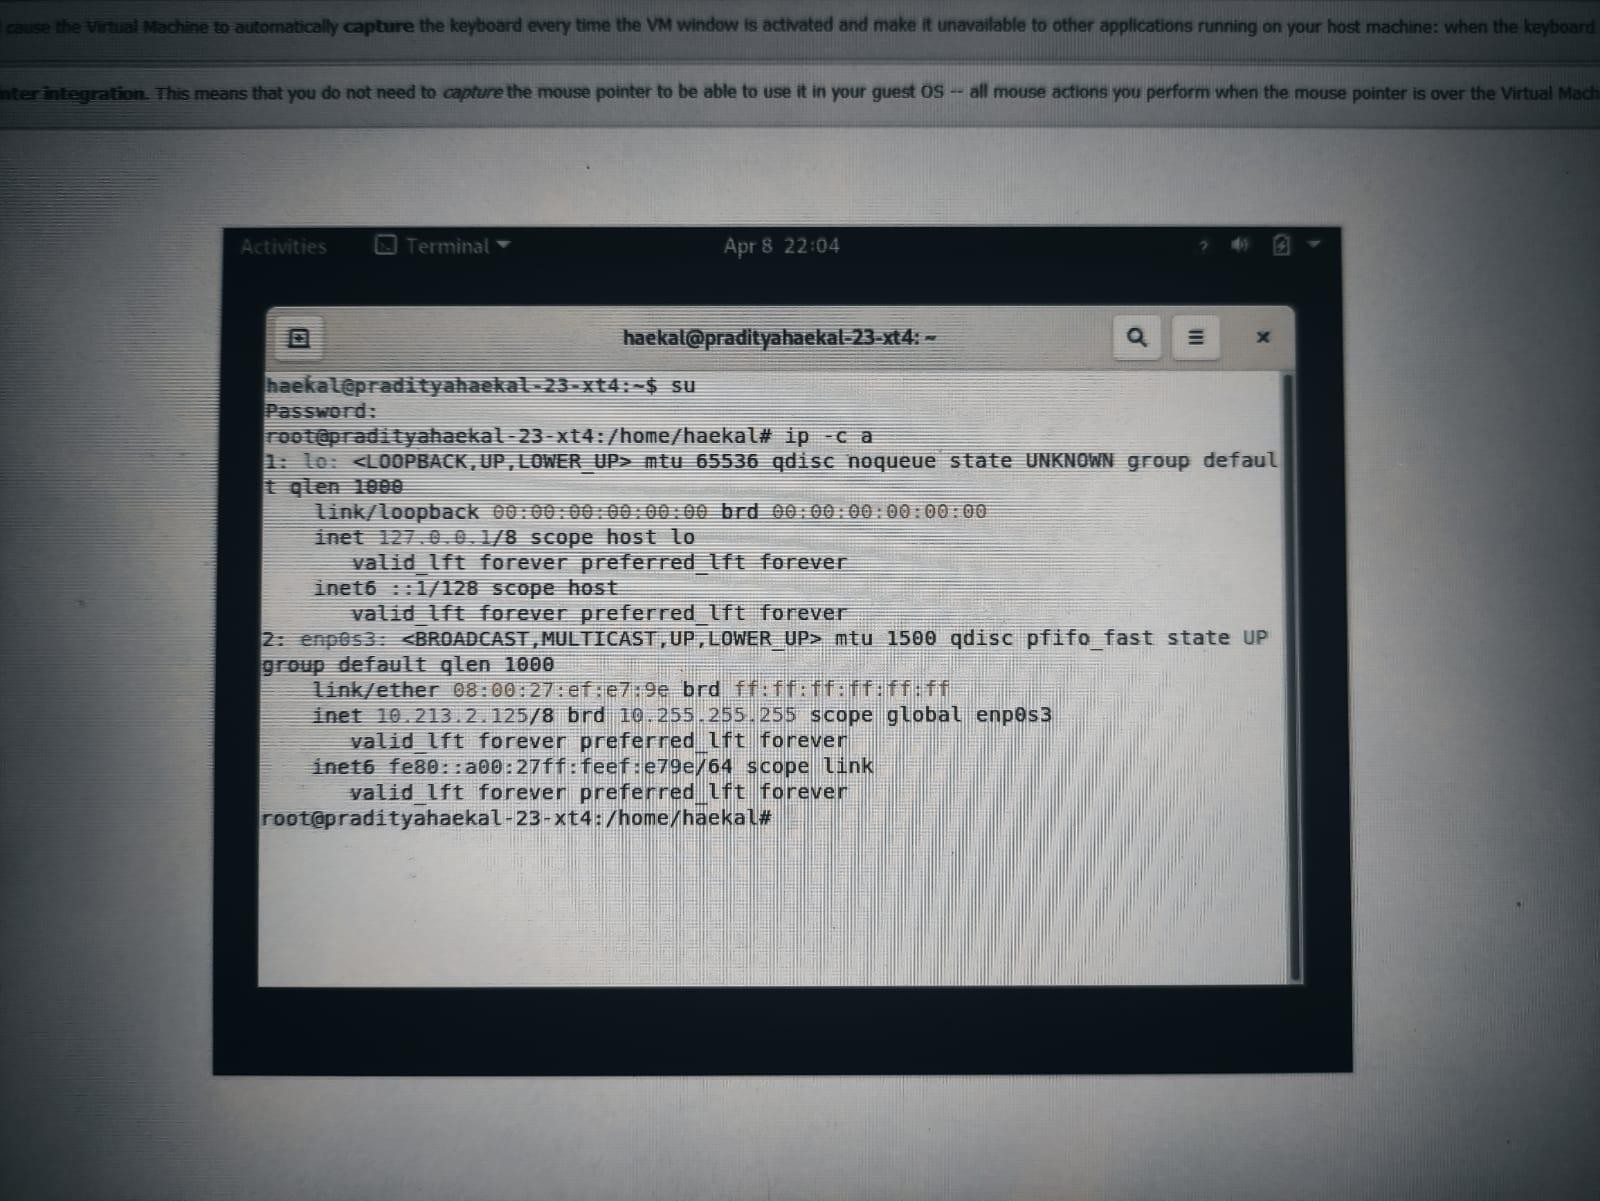 cause the Virtual Machine to automatically capture the keyboard every time the VM window is activated and make it unavailable to other applications running on your host machine: when the keyboard
integration. This means that you do not need to capture the mouse pointer to be able to use it in your guest OS -- all mouse actions you perform when the mouse pointer is over the Virtual
Activities Terminal Apr 8 22:04 ?
haekal@pradityahaekal-23-xt4: ~
haekal@pradityahaekal-23-xt4:~$ su
Password:
root@pradityahaekal-23-xt4:/home/haekal# ip -c a
1: lo: <LOOPBACK,UP,LOWER_UP> mtu 65536 qdisc noqueue state UNKNOWN group defaul
t qlen 1000
link/loopback 00:00:00:00:00:00 brd 00:00:00:00:00:00
inet 127.0.0.1/8 scope host lo
valid_lft forever preferred_lft forever
inet6 ::1/128 scope host
valid_lft forever preferred_lft forever
2: enp0s3: <BROADCAST,MULTICAST,UP,LOWER_UP> mtu 1500 qdisc pfifo_fast state UP
group default qlen 1000
link/ether 08:00:27:ef:e7:9e brd ff:ff:ff:ff:ff:ff
inet 10.213.2.125/8 brd 10.255.255.255 scope global enp0s3
valid_lft forever preferred_lft forever
inet6 fe80::a00:27ff:feef:e79e/64 scope link
valid_lft forever preferred_lft forever
root@pradityahaekal-23-xt4:/home/haekal#